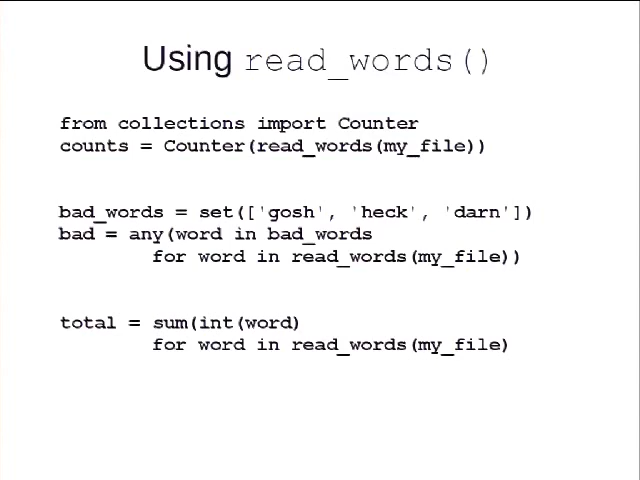 Using read_words()
from collections import Counter
counts = Counter(read_words(my_file))
bad_words = set(['gosh', 'heck', 'darn'])
bad = any(word in bad_words
for word in read_words(my_file))
total = sum(int(word)
for word in read_words(my_file)